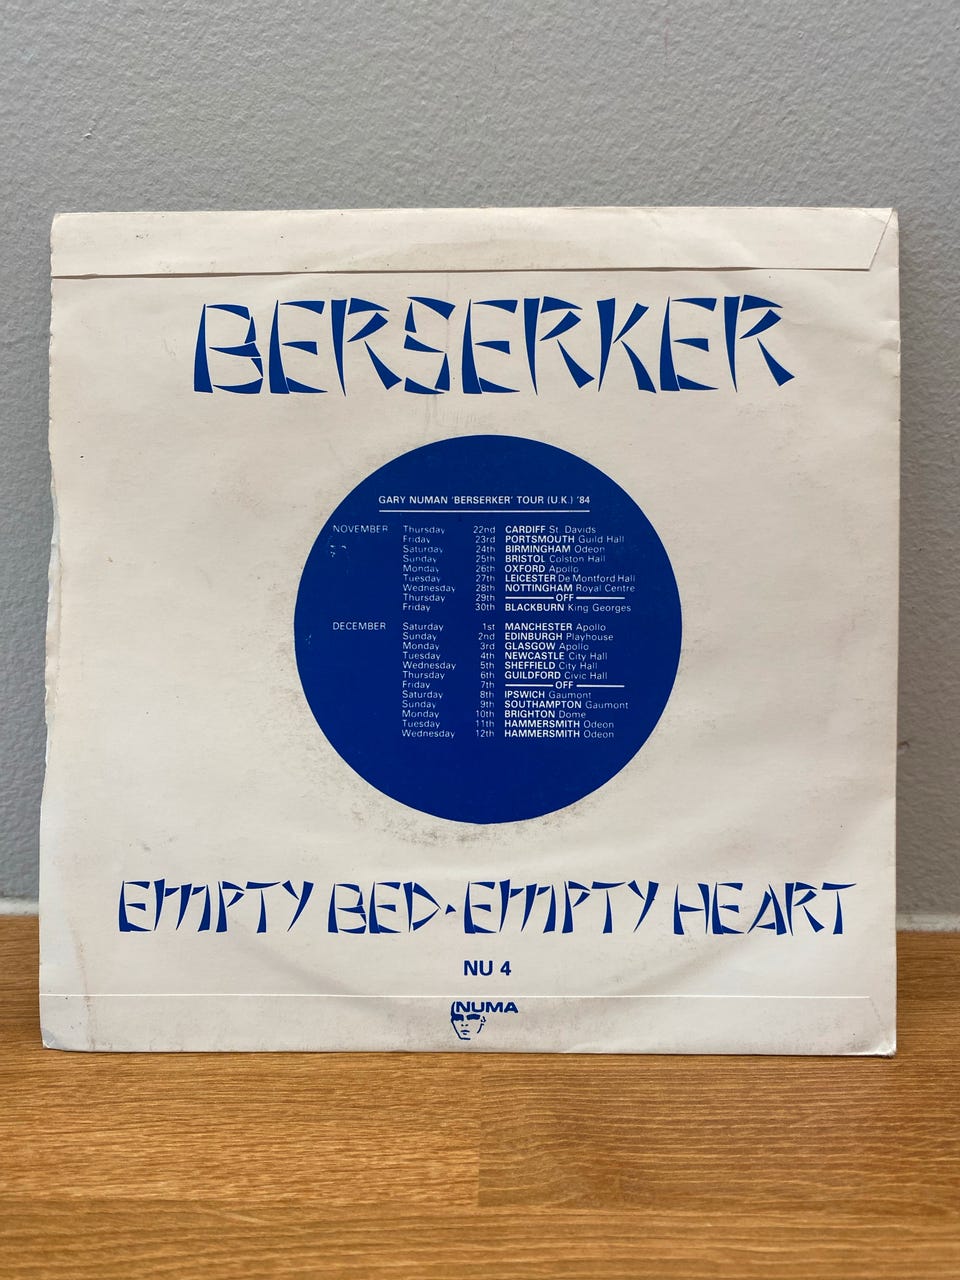 BERSERKER
GARY NUMAN 'BERSERKER' TOUR (U.K.) '84
NOVEMBER Thursday 22nd CARDIFF St. Davids
Friday 23rd PORTSMOUTH Guild Hall
Saturday 24th BIRMINGHAM Odeon
Sunday 25th BRISTOL Colston Hall
Monday 26th OXFORD Apollo
Tuesday 27th LEICESTER De Montford Hall
Wednesday 28th NOTTINGHAM Royal Centre
Thursday 29th OFF
Friday 30th BLACKBURN King Georges
DECEMBER Saturday 1st MANCHESTER Apollo
Sunday 2nd EDINBURGH Playhouse
Monday 3rd GLASGOW Apollo
Tuesday 4th NEWCASTLE City Hall
Wednesday 5th SHEFFIELD City Hall
Thursday 6th GUILDFORD Civic Hall
Friday 7th OFF
Saturday 8th IPSWICH Gaumont
Sunday 9th SOUTHAMPTON Gaumont
Monday 10th BRIGHTON Dome
Tuesday 11th HAMMERSMITH Odeon
Wednesday 12th HAMMERSMITH Odeon
EMPTY BED·EMPTY HEART
NU 4
NUMA